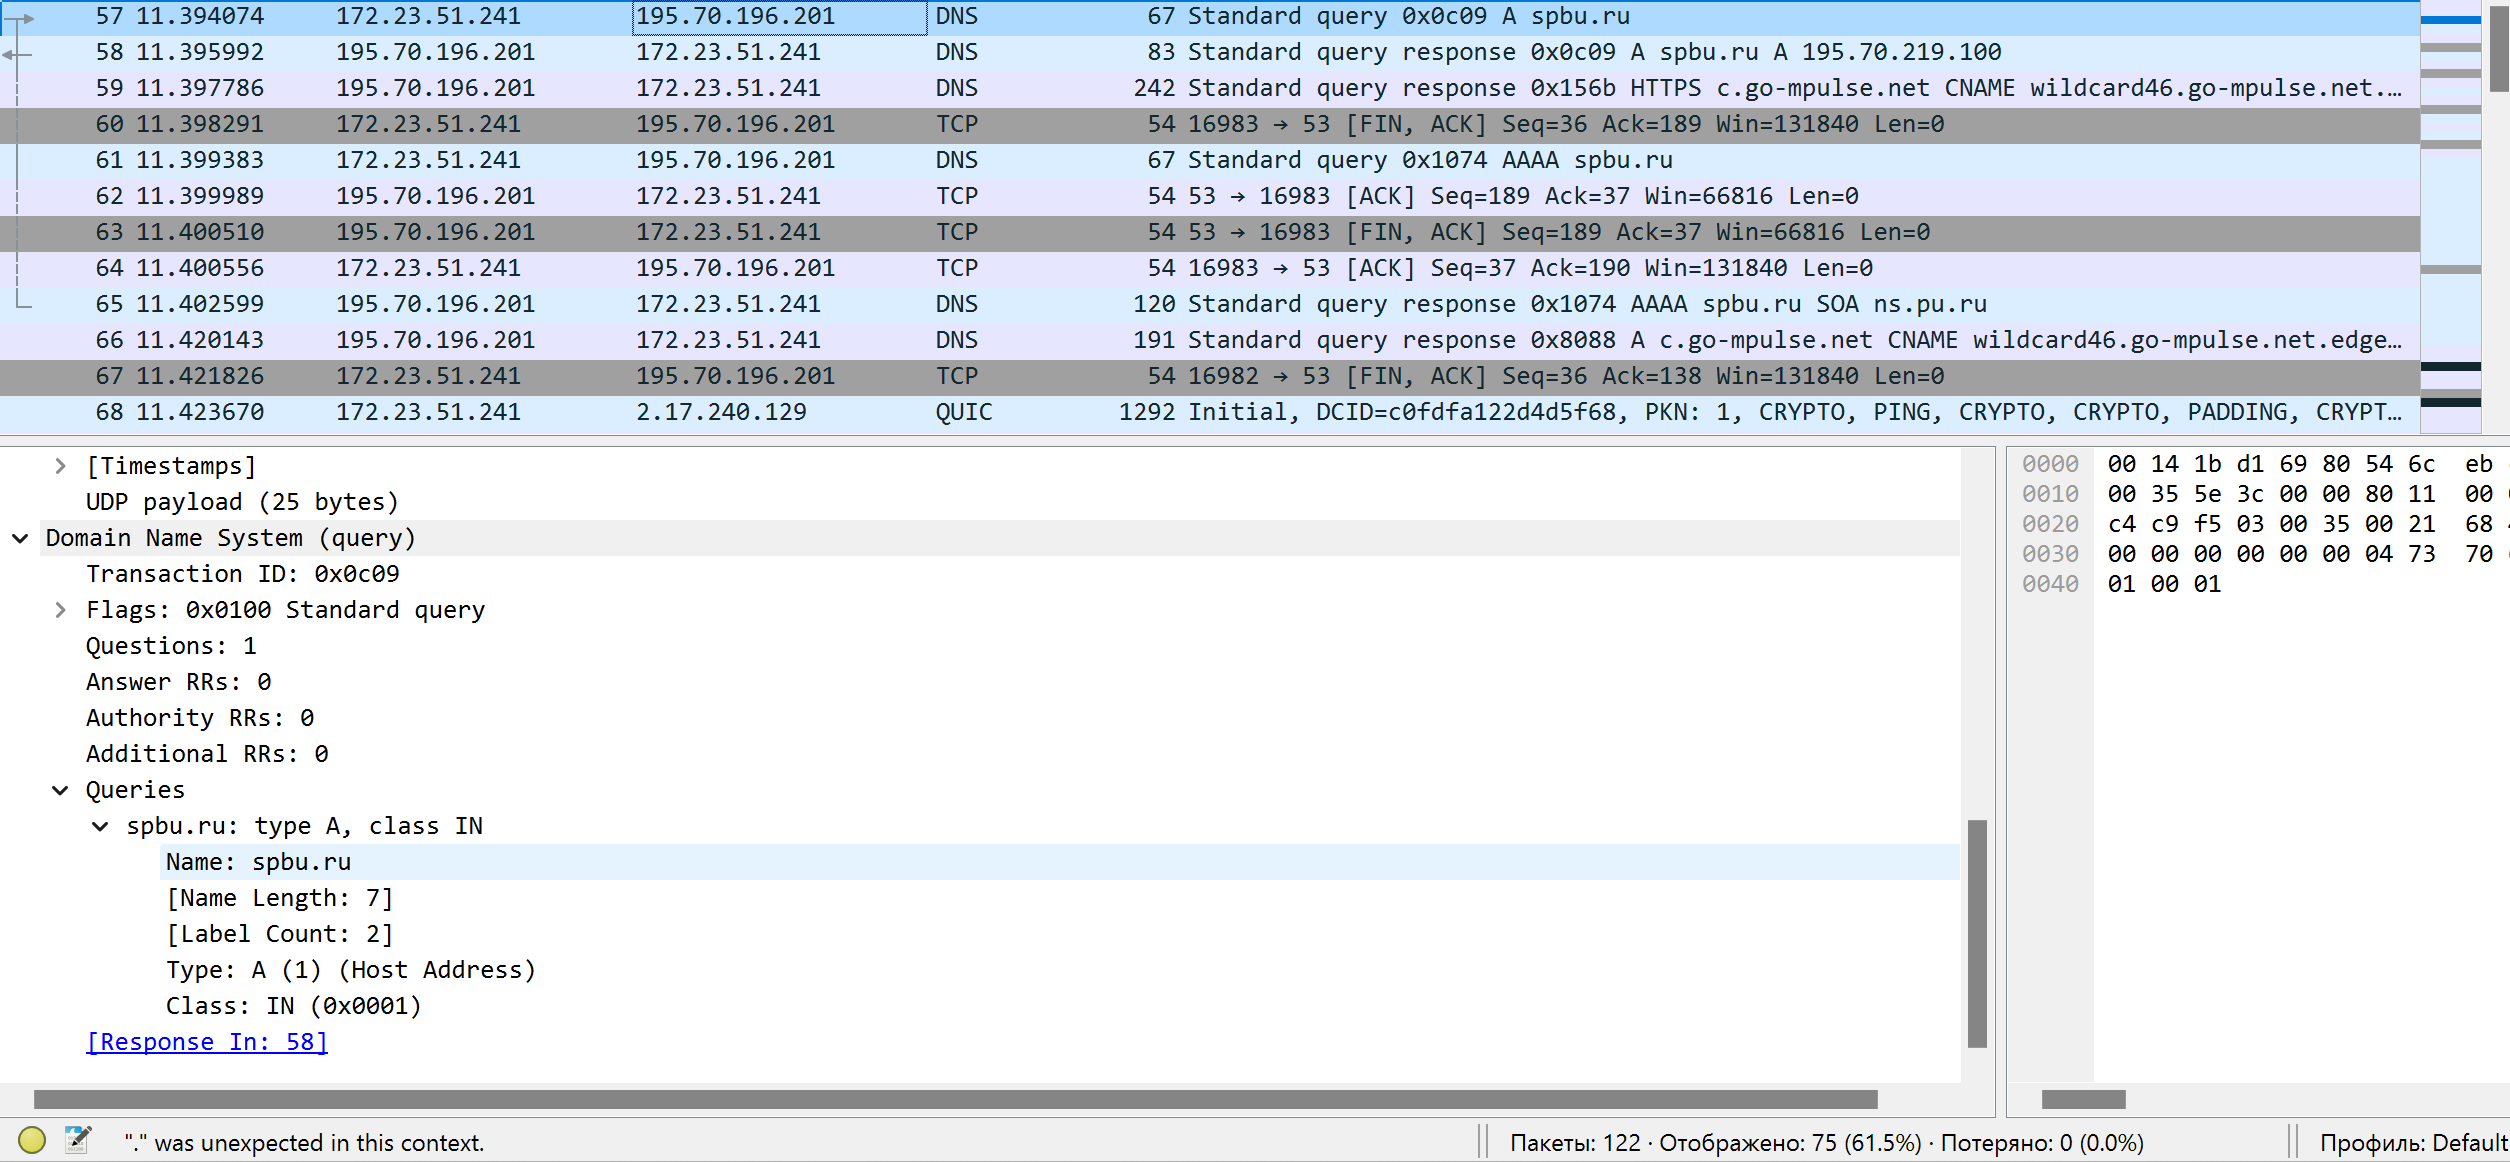 57 11.394074 172.23.51.241 195.70.196.201 DNS 67 Standard query 0x0c09 A spbu.ru
58 11.395992 195.70.196.201 172.23.51.241 DNS 83 Standard query response 0x0c09 A spbu.ru A 195.70.219.100
59 11.397786 195.70.196.201 172.23.51.241 DNS 242 Standard query response 0x156b HTTPS c.go-mpulse.net CNAME wildcard46.go-mpulse.net.…
60 11.398291 172.23.51.241 195.70.196.201 TCP 54 16983 → 53 [FIN, ACK] Seq=36 Ack=189 Win=131840 Len=0
61 11.399383 172.23.51.241 195.70.196.201 DNS 67 Standard query 0x1074 AAAA spbu.ru
62 11.399989 195.70.196.201 172.23.51.241 TCP 54 53 → 16983 [ACK] Seq=189 Ack=37 Win=66816 Len=0
63 11.400510 195.70.196.201 172.23.51.241 TCP 54 53 → 16983 [FIN, ACK] Seq=189 Ack=37 Win=66816 Len=0
64 11.400556 172.23.51.241 195.70.196.201 TCP 54 16983 → 53 [ACK] Seq=37 Ack=190 Win=131840 Len=0
65 11.402599 195.70.196.201 172.23.51.241 DNS 120 Standard query response 0x1074 AAAA spbu.ru SOA ns.pu.ru
66 11.420143 195.70.196.201 172.23.51.241 DNS 191 Standard query response 0x8088 A c.go-mpulse.net CNAME wildcard46.go-mpulse.net.edge…
67 11.421826 172.23.51.241 195.70.196.201 TCP 54 16982 → 53 [FIN, ACK] Seq=36 Ack=138 Win=131840 Len=0
68 11.423670 172.23.51.241 2.17.240.129 QUIC 1292 Initial, DCID=c0fdfa122d4d5f68, PKN: 1, CRYPTO, PING, CRYPTO, CRYPTO, PADDING, CRYPT…
[Timestamps]
UDP payload (25 bytes)
Domain Name System (query)
Transaction ID: 0x0c09
Flags: 0x0100 Standard query
Questions: 1
Answer RRs: 0
Authority RRs: 0
Additional RRs: 0
Queries
spbu.ru: type A, class IN
Name: spbu.ru
[Name Length: 7]
[Label Count: 2]
Type: A (1) (Host Address)
Class: IN (0x0001)
[Response In: 58]
0000 00 14 1b d1 69 80 54 6c eb
0010 00 35 5e 3c 00 00 80 11 00
0020 c4 c9 f5 03 00 35 00 21 68
0030 00 00 00 00 00 00 04 73 70
0040 01 00 01
"." was unexpected in this context.
Пакеты: 122 · Отображено: 75 (61.5%) · Потеряно: 0 (0.0%)
Профиль: Default